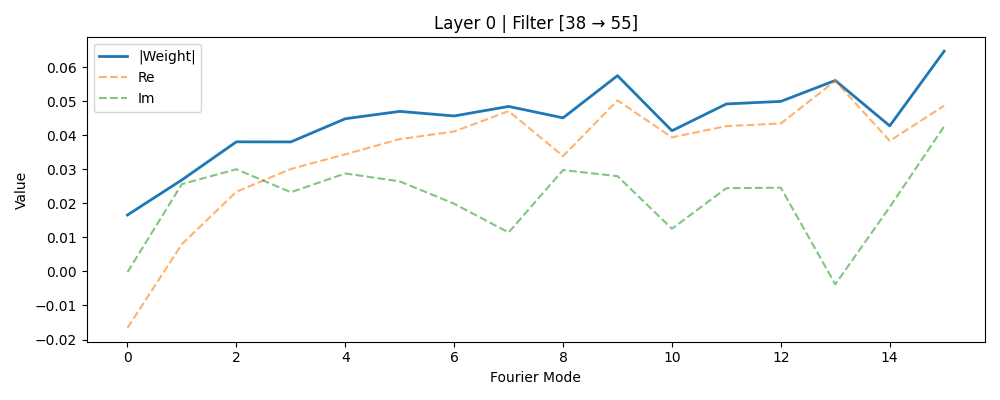 Layer 0 | Filter [38 → 55]
|Weight|
Re
Im
Value
0.06
0.05
0.04
0.03
0.02
0.01
0.00
−0.01
−0.02
0 2 4 6 8 10 12 14
Fourier Mode